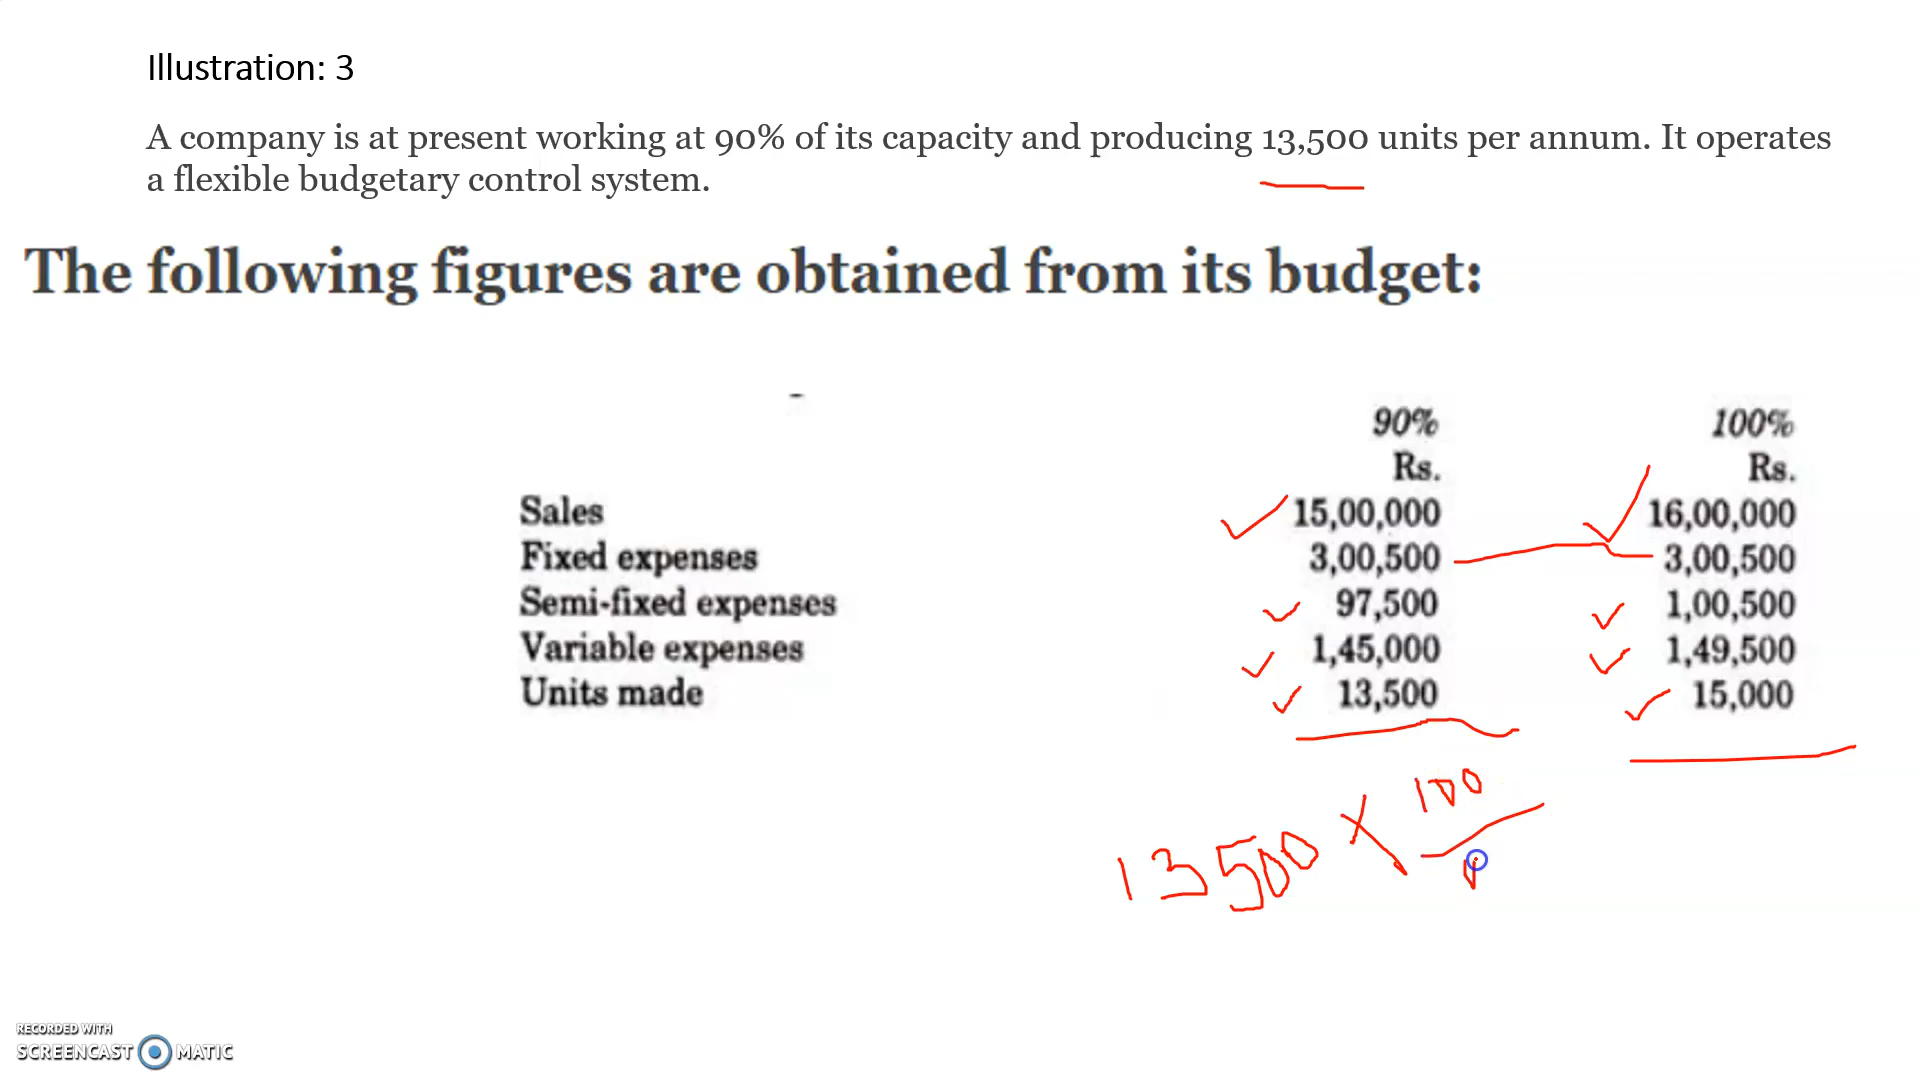 Illustration: 3
A company is at present working at 90% of its capacity and producing 13,500 units per annum. It operates
a flexible budgetary control system.
The following figures are obtained from its budget:
90% 100%
Rs. Rs.
Sales 15,00,000 16,00,000
Fixed expenses 3,00,500 3,00,500
Semi-fixed expenses 97,500 1,00,500
Variable expenses 1,45,000 1,49,500
Units made 13,500 15,000
100
13500 ×
RECORDED WITH
SCREENCAST MATIC